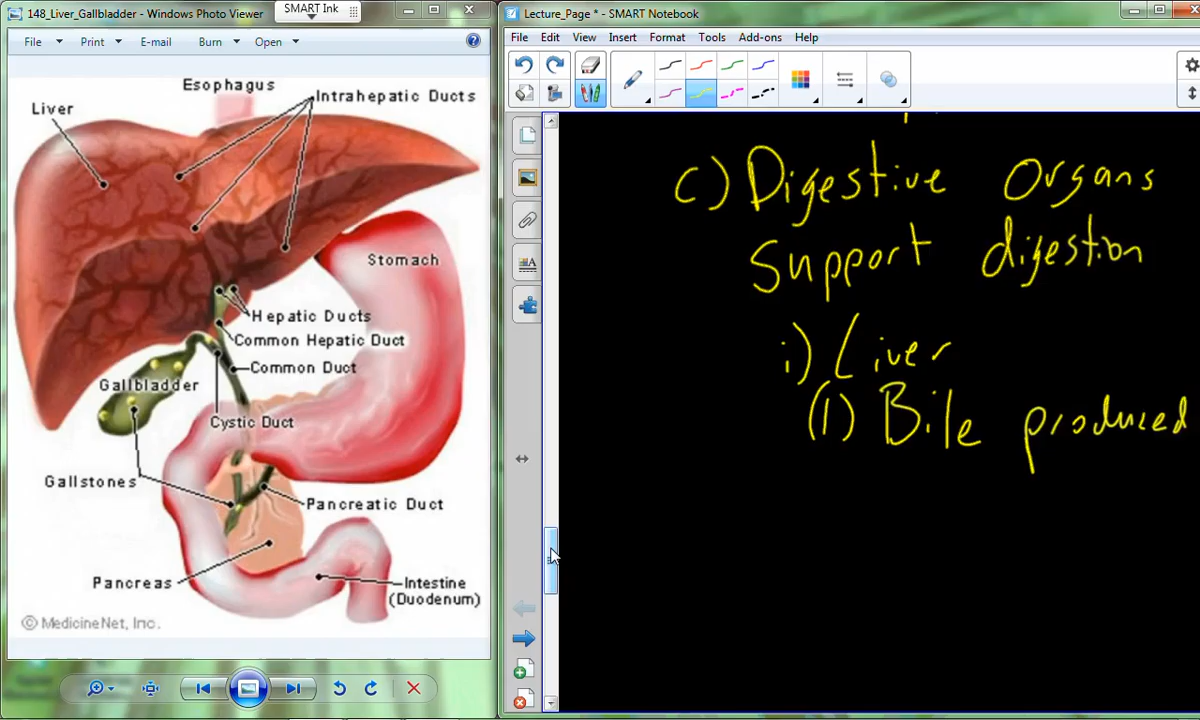 148_Liver_Gallbladder - Windows Photo Viewer
SMART Ink
File Print E-mail Burn Open
Esophagus
Liver
Intrahepatic Ducts
Stomach
Hepatic Ducts
Common Hepatic Duct
Common Duct
Gallbladder
Cystic Duct
Gallstones
Pancreatic Duct
Pancreas
Intestine
(Duodenum)
© MedicineNet, Inc.
Lecture_Page * - SMART Notebook
File Edit View Insert Format Tools Add-ons Help
c) Digestive Organs
Support digestion
i) Liver
(1) Bile produced